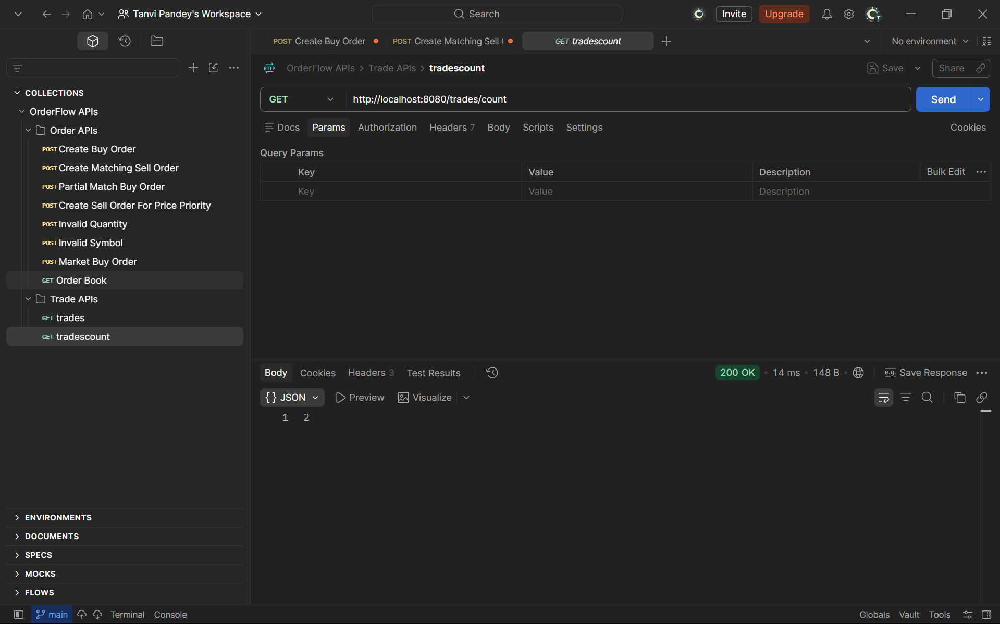 Tanvi Pandey's Workspace
Search
Invite
Upgrade
POST Create Buy Order
POST Create Matching Sell
GET tradescount
No environment
HTTP
OrderFlow APIs > Trade APIs > tradescount
Save
Share
COLLECTIONS
OrderFlow APIs
Order APIs
POST Create Buy Order
POST Create Matching Sell Order
POST Partial Match Buy Order
POST Create Sell Order For Price Priority
POST Invalid Quantity
POST Invalid Symbol
POST Market Buy Order
GET Order Book
Trade APIs
GET trades
GET tradescount
ENVIRONMENTS
DOCUMENTS
SPECS
MOCKS
FLOWS
GET
http://localhost:8080/trades/count
Send
Docs
Params
Authorization
Headers 7
Body
Scripts
Settings
Cookies
Query Params
Key Value Description Bulk Edit
Key Value Description
Body
Cookies
Headers 3
Test Results
200 OK
14 ms
148 B
e.g. Save Response
{ } JSON
Preview
Visualize
1 2
main
Terminal
Console
Globals
Vault
Tools